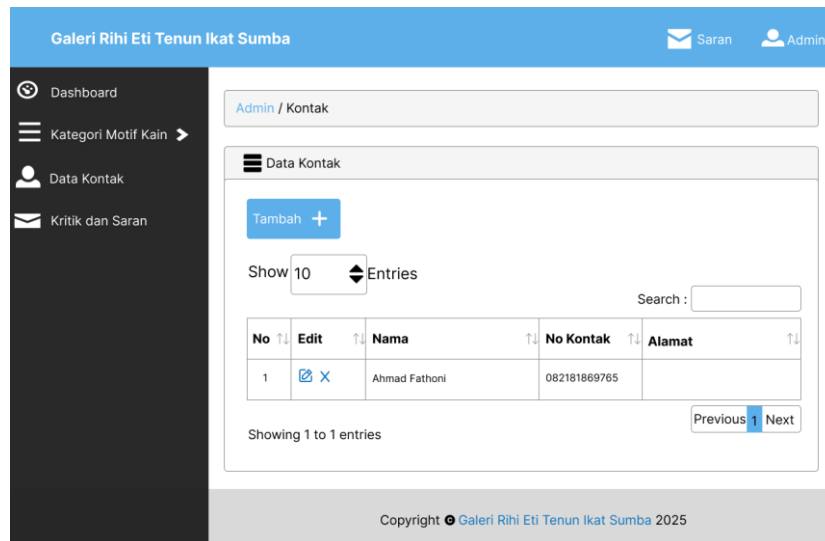 Galeri Rihi Eti Tenun Ikat Sumba
Saran
Admin
Dashboard
Kategori Motif Kain
Data Kontak
Kritik dan Saran
Admin / Kontak
Data Kontak
Tambah +
Show 10 Entries
Search :
No Edit Nama No Kontak Alamat
1 Ahmad Fathoni 082181869765
Previous 1 Next
Showing 1 to 1 entries
Copyright © Galeri Rihi Eti Tenun Ikat Sumba 2025